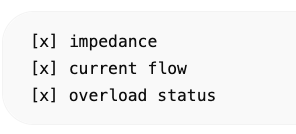 [x] impedance
[x] current flow
[x] overload status